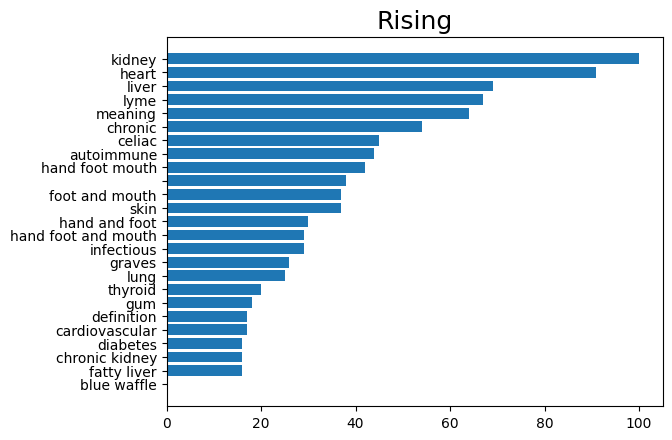 Rising
kidney
heart
liver
lyme
meaning
chronic
celiac
autoimmune
hand foot mouth
foot and mouth
skin
hand and foot
hand foot and mouth
infectious
graves
lung
thyroid
gum
definition
cardiovascular
diabetes
chronic kidney
fatty liver
blue waffle
0 20 40 60 80 100